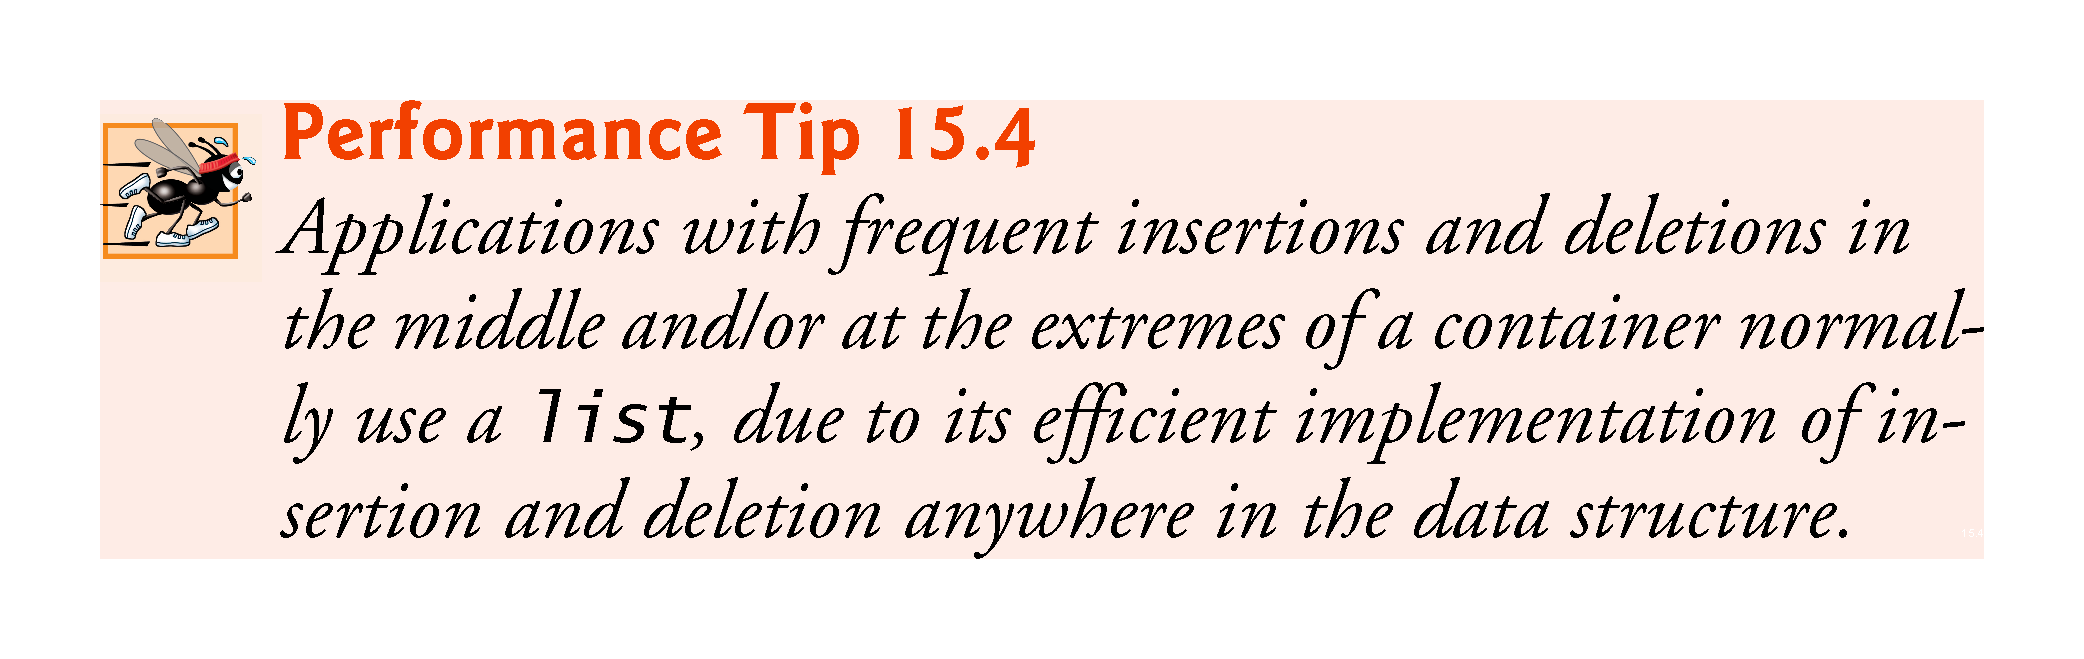 Performance Tip 15.4
Applications with frequent insertions and deletions in
the middle and/or at the extremes of a container normal-
ly use a list, due to its efficient implementation of in-
sertion and deletion anywhere in the data structure.
15.4